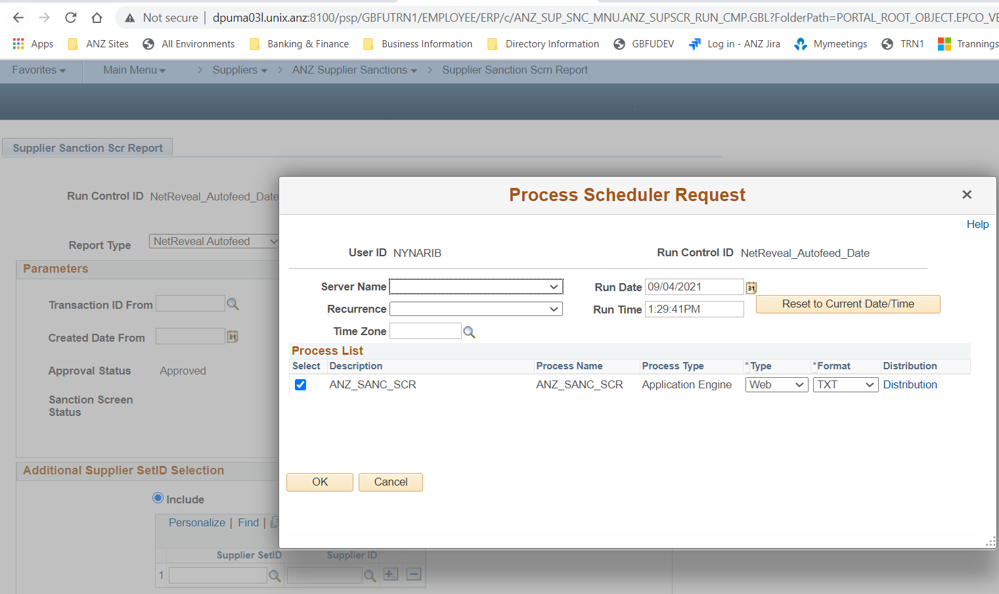 Not secure | dpuma03l.unix.anz:8100/psp/GBFUTRN1/EMPLOYEE/ERP/c/ANZ_SUP_SNC_MNU.ANZ_SUPSCR_RUN_CMP.GBL?FolderPath=PORTAL_ROOT_OBJECT.EPCO_VE
Apps ANZ Sites All Environments Banking & Finance Business Information Directory Information GBFUDEV Log in - ANZ Jira Mymeetings TRN1 Trannings
Favorites Main Menu > Suppliers > ANZ Supplier Sanctions > Supplier Sanction Scrn Report
Supplier Sanction Scr Report
Run Control ID NetReveal_Autofeed_Date
Report Type NetReveal Autofeed
Parameters
Transaction ID From
Created Date From 31
Approval Status Approved
Sanction Screen
Status
Additional Supplier SetID Selection
Include
Personalize | Find |
Supplier SetID Supplier ID
1
Process Scheduler Request
Help
User ID NYNARIB Run Control ID NetReveal_Autofeed_Date
Server Name Run Date 09/04/2021 31
Recurrence Run Time 1:29:41PM Reset to Current Date/Time
Time Zone
Process List
Select Description Process Name Process Type *Type *Format Distribution
ANZ_SANC_SCR ANZ_SANC_SCR Application Engine Web TXT Distribution
OK Cancel